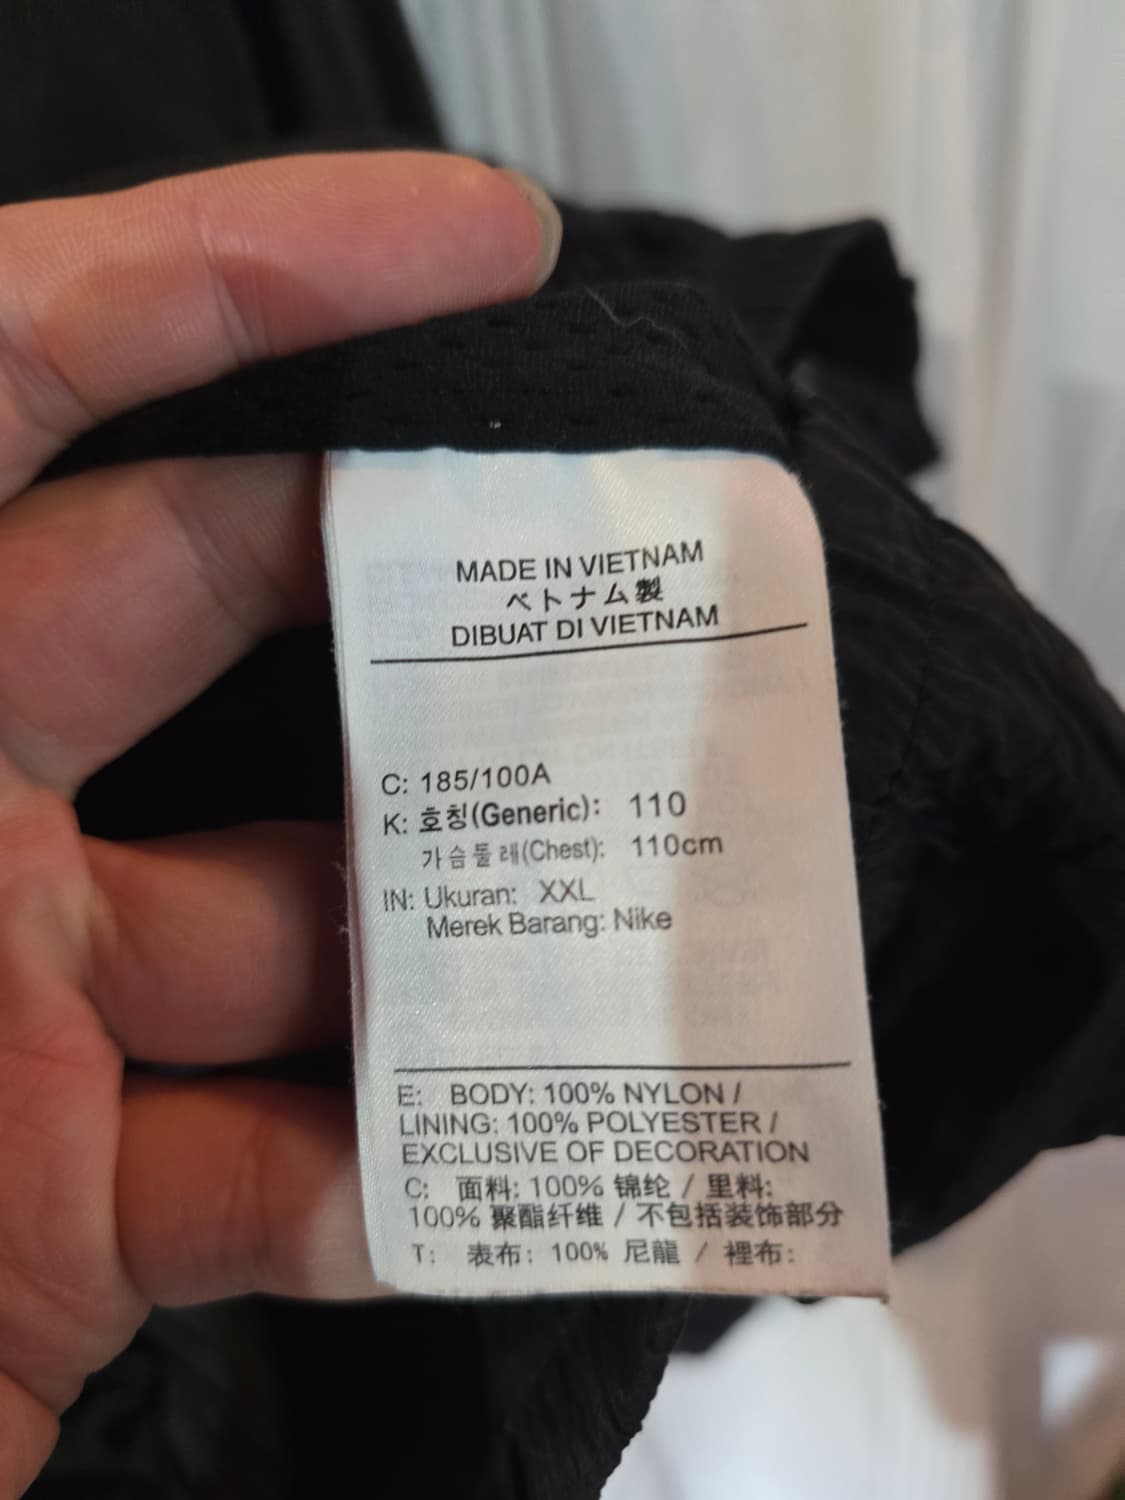 MADE IN VIETNAM
ベトナム製
DIBUAT DI VIETNAM
C: 185/100A
K: 호칭(Generic): 110
가슴둘레(Chest): 110cm
IN: Ukuran: XXL
Merek Barang: Nike
E: BODY: 100% NYLON /
LINING: 100% POLYESTER /
EXCLUSIVE OF DECORATION
C: 面料: 100% 锦纶 / 里料:
100% 聚酯纤维 / 不包括装饰部分
T: 表布: 100% 尼龍 / 裡布: